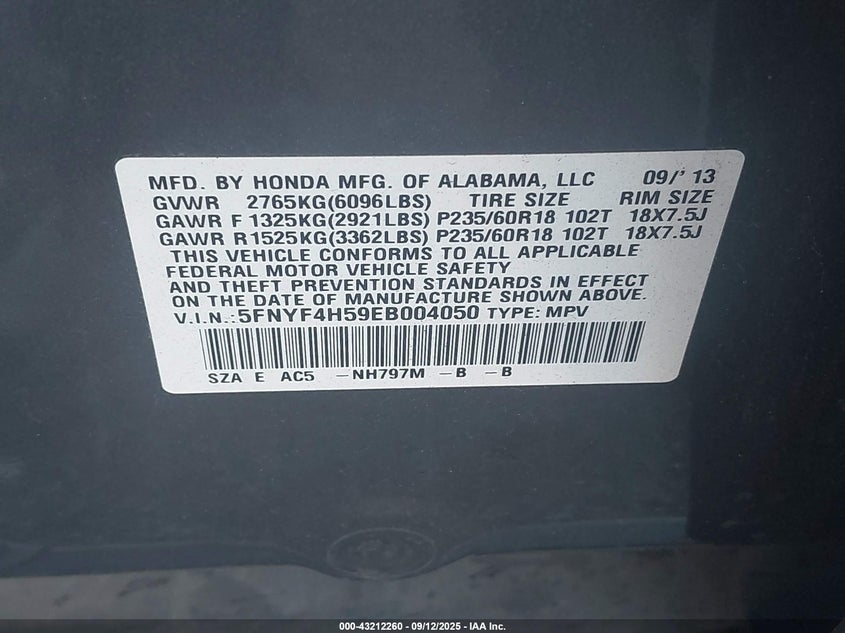 MFD. BY HONDA MFG. OF ALABAMA, LLC 09/' 13
GVWR 2765KG(6096LBS) TIRE SIZE RIM SIZE
GAWR F 1325KG(2921LBS) P235/60R18 102T 18X7.5J
GAWR R1525KG(3362LBS) P235/60R18 102T 18X7.5J
THIS VEHICLE CONFORMS TO ALL APPLICABLE
FEDERAL MOTOR VEHICLE SAFETY
AND THEFT PREVENTION STANDARDS IN EFFECT
ON THE DATE OF MANUFACTURE SHOWN ABOVE.
V.I.N.:5FNYF4H59EB004050 TYPE: MPV
SZA E AC5 -NH797M -B -B
000-43212260 - 09/12/2025 - IAA Inc.